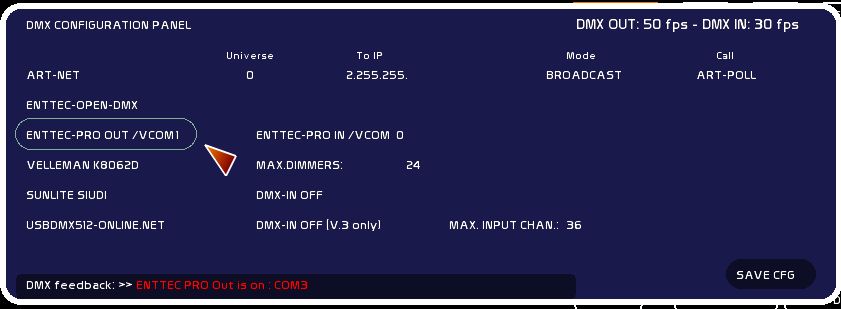 DMX CONFIGURATION PANEL DMX OUT: 50 fps - DMX IN: 30 fps
Universe To IP Mode Call
ART-NET 0 2.255.255. BROADCAST ART-POLL
ENTTEC-OPEN-DMX
ENTTEC-PRO OUT /VCOM1 ENTTEC-PRO IN /VCOM 0
VELLEMAN K8062D MAX.DIMMERS: 24
SUNLITE SIUDI DMX-IN OFF
USBDMX512-ONLINE.NET DMX-IN OFF (V.3 only) MAX. INPUT CHAN.: 36
SAVE CFG
DMX feedback: >> ENTTEC PRO Out is on : COM3